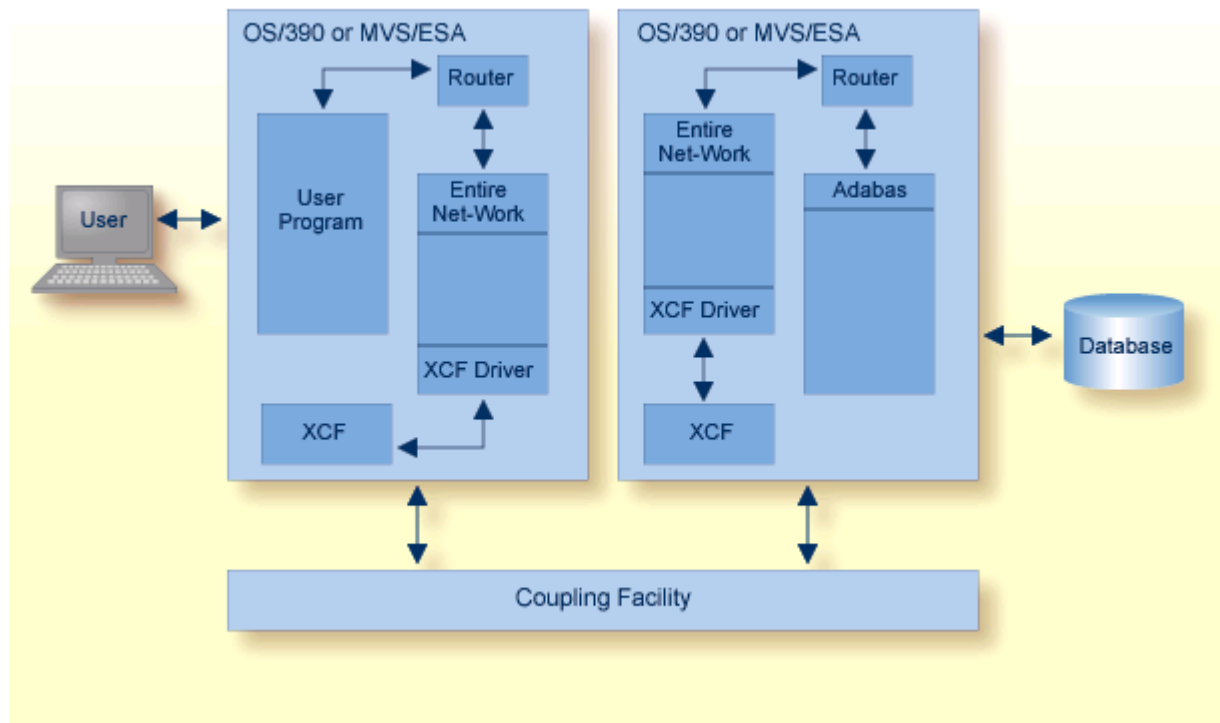 OS/390 or MVS/ESA
Router
User
Program
Entire
Net-Work
XCF Driver
XCF
User
OS/390 or MVS/ESA
Router
Entire
Net-Work
Adabas
XCF Driver
XCF
Database
Coupling Facility